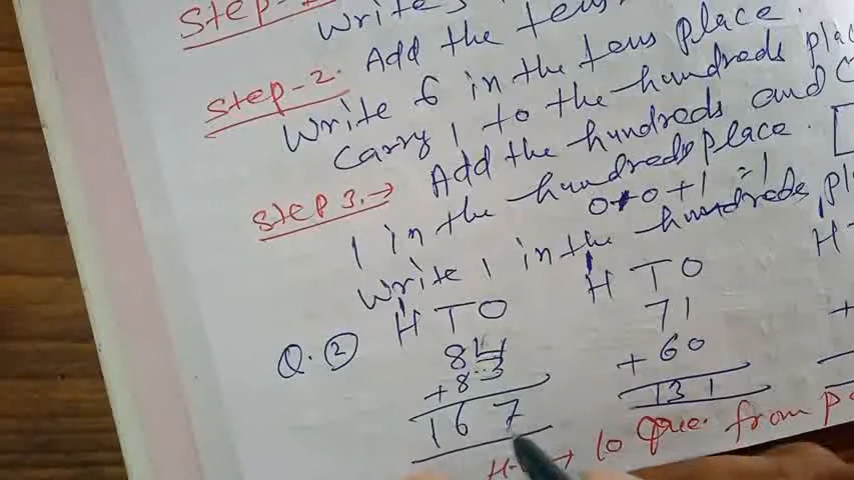 Step-
Write
Step-2. Add the tens
Write 6 in the tens place.
Carry 1 to the hundreds place
Step 3.→ Add the hundreds and
1 in the hundreds place.
0+0+1=1
Write 1 in the hundreds
H T O H T O H
Q. ② 84 71
+83 +60 +
167 131
H. → 10 Que. from